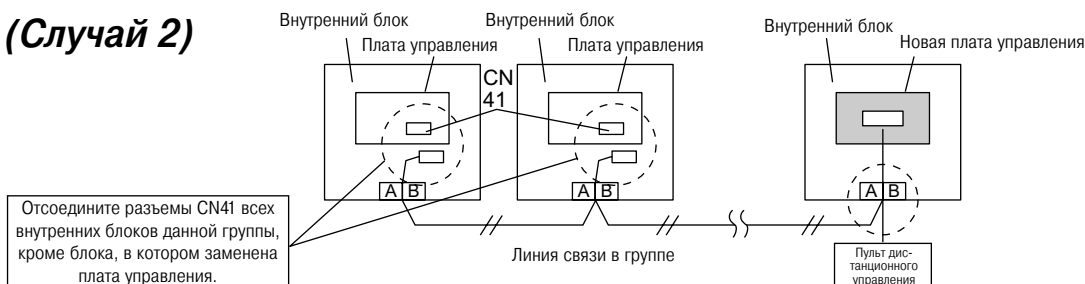 (Случай 2)
Внутренний блок
Плата управления
Внутренний блок
Плата управления
Внутренний блок
Новая плата управления
CN
41
A B
A B
A B
Отсоедините разъемы CN41 всех
внутренних блоков данной группы,
кроме блока, в котором заменена
плата управления.
Линия связи в группе
Пульт дис-
танционного
управления